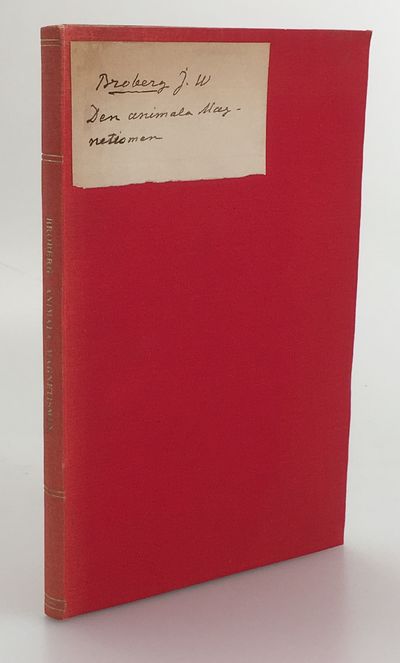 Broberg J. W
Den animala Mag-
netismen
BROBERG. ANIMALA MAGNETISMEN